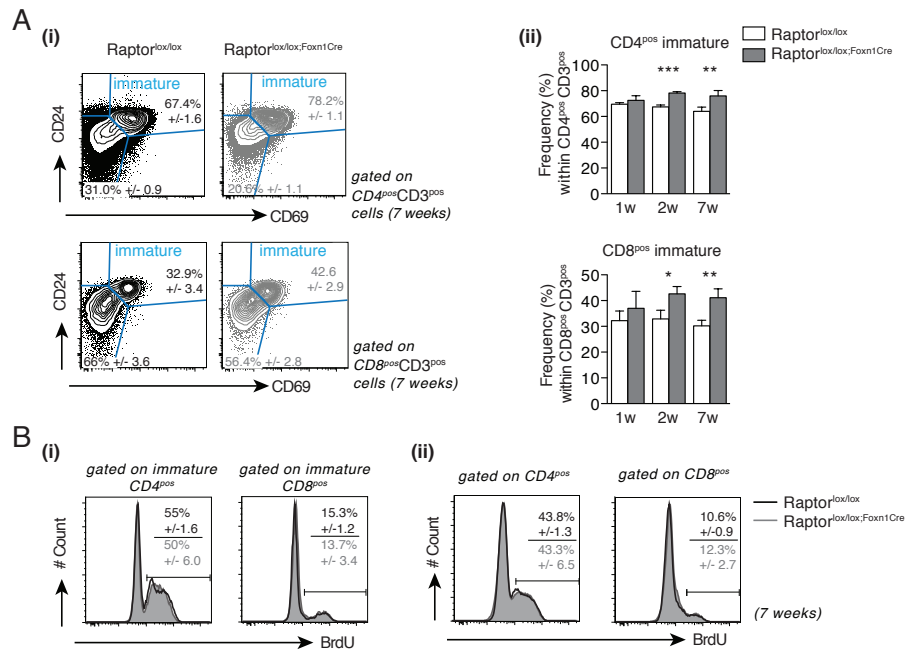 A
(i)
Raptorlox/lox
Raptorlox/lox;Foxn1Cre
immature
67.4%
+/-1.6
31.0% +/- 0.9
immature
78.2%
+/- 1.1
20.6% +/- 1.1
CD24
CD69
gated on
CD4posCD3pos
cells (7 weeks)
immature
32.9%
+/- 3.4
66% +/- 3.6
immature
42.6
+/- 2.9
56.4% +/- 2.8
CD24
CD69
gated on
CD8posCD3pos
cells (7 weeks)
(ii)
CD4pos immature
Raptorlox/lox
Raptorlox/lox;Foxn1Cre
Frequency (%)
within CD4pos CD3pos
100
80
60
40
20
0
***
**
1w 2w 7w
CD8pos immature
Frequency (%)
within CD8pos CD3pos
50
40
30
20
10
0
*
**
1w 2w 7w
B
(i)
gated on immature
CD4pos
gated on immature
CD8pos
# Count
55%
+/-1.6
50%
+/- 6.0
15.3%
+/-1.2
13.7%
+/- 3.4
BrdU
(ii)
gated on CD4pos
gated on CD8pos
# Count
43.8%
+/-1.3
43.3%
+/- 6.5
10.6%
+/-0.9
12.3%
+/- 2.7
BrdU
Raptorlox/lox
Raptorlox/lox;Foxn1Cre
(7 weeks)